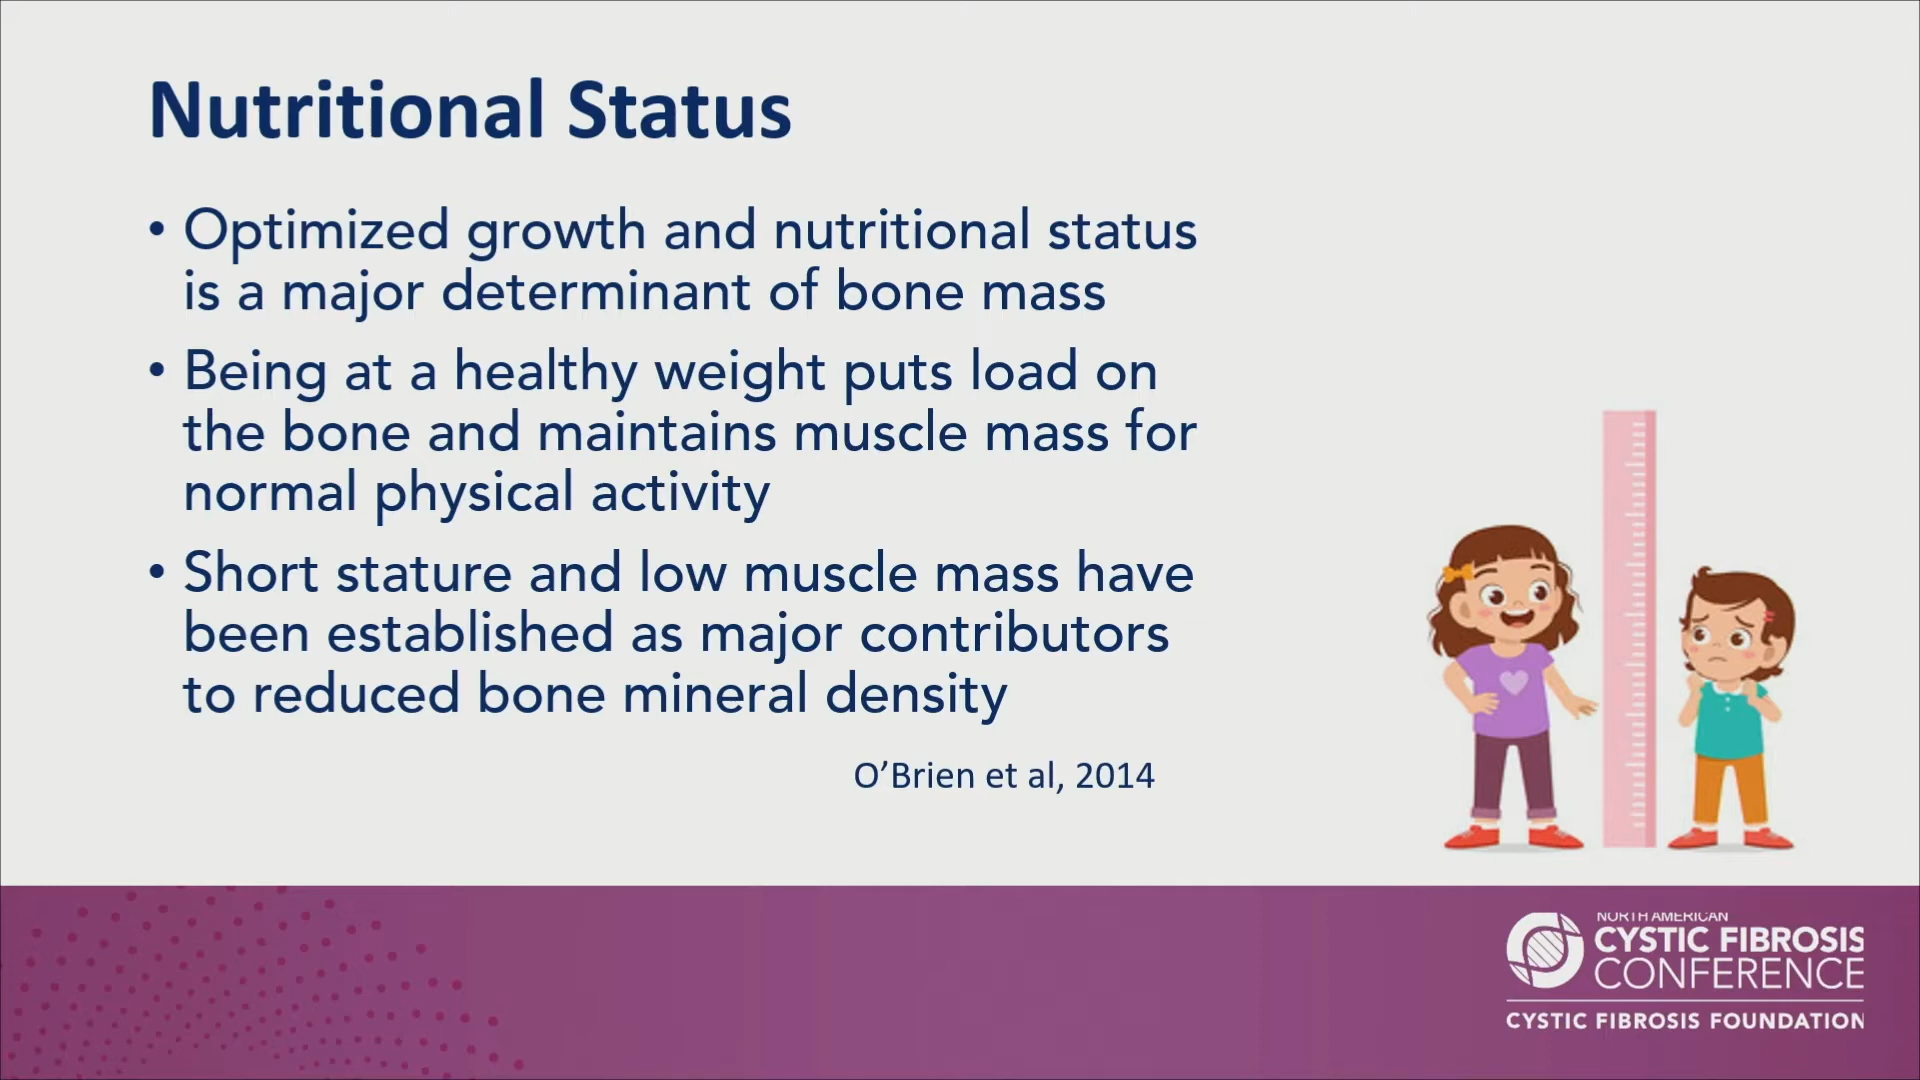 Nutritional Status
• Optimized growth and nutritional status
is a major determinant of bone mass
• Being at a healthy weight puts load on
the bone and maintains muscle mass for
normal physical activity
• Short stature and low muscle mass have
been established as major contributors
to reduced bone mineral density
O’Brien et al, 2014
NORTH AMERICAN
CYSTIC FIBROSIS
CONFERENCE
CYSTIC FIBROSIS FOUNDATION